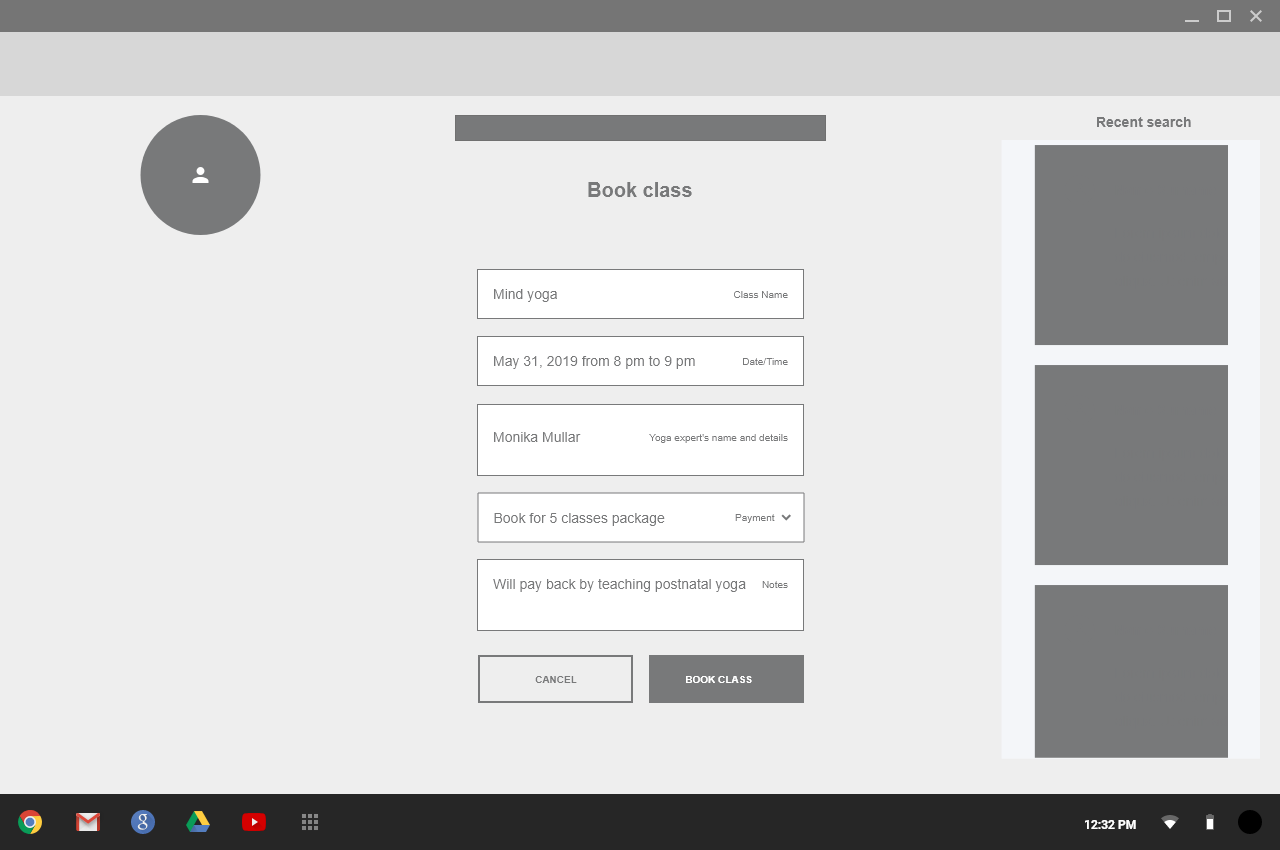 Recent search
Book class
Mind yoga Class Name
May 31, 2019 from 8 pm to 9 pm Date/Time
Monika Mullar Yoga expert's name and details
Book for 5 classes package Payment
Will pay back by teaching postnatal yoga Notes
CANCEL BOOK CLASS
12:32 PM